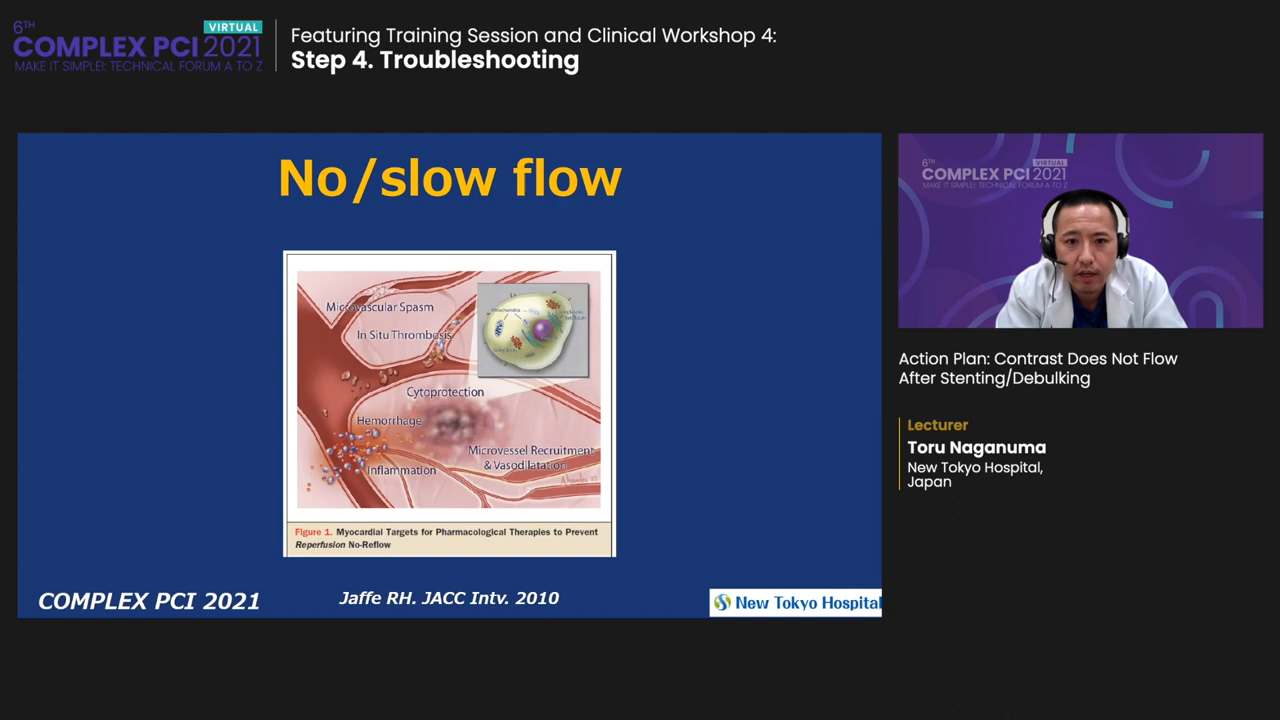 6TH
VIRTUAL
COMPLEX PCI 2021
MAKE IT SIMPLE!: TECHNICAL FORUM A TO Z
Featuring Training Session and Clinical Workshop 4:
Step 4. Troubleshooting
No/slow flow
Microvascular Spasm
In Situ Thrombosis
Mitochondria
Cytoprotection
Hemorrhage
Microvessel Recruitment
& Vasodilatation
Inflammation
Figure 1. Myocardial Targets for Pharmacological Therapies to Prevent
Reperfusion No-Reflow
COMPLEX PCI 2021
Jaffe RH. JACC Intv. 2010
New Tokyo Hospital
6TH
VIRTUAL
COMPLEX PCI 2021
MAKE IT SIMPLE!: TECHNICAL FORUM A TO Z
Action Plan: Contrast Does Not Flow
After Stenting/Debulking
Lecturer
Toru Naganuma
New Tokyo Hospital,
Japan